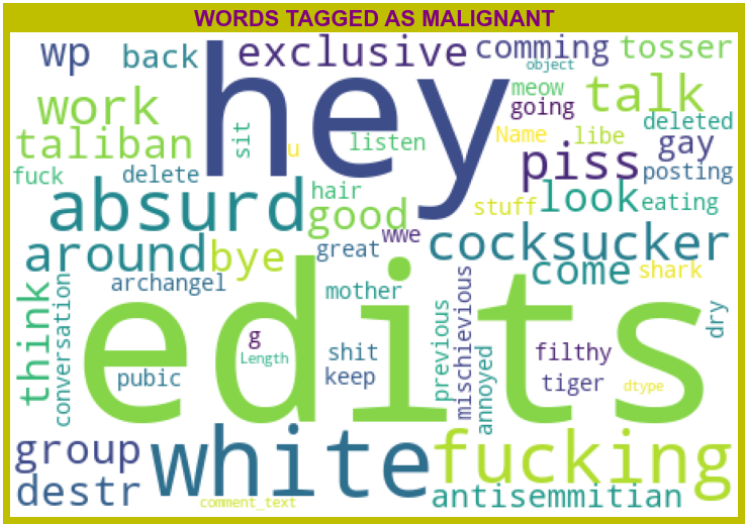 WORDS TAGGED AS MALIGNANT
wp back exclusive comming tosser
object
hey
work meow talk
going
deleted
taliban sit u listen Name libe gay
piss
fuck delete hair look posting
absurd good stuff eating
around bye great wwe cocksucker
come shark
archangel mother
think conversation edits previous mischievious dry
g Length shit filthy
pubic keep annoyed tiger dtype
group white fucking
destr comment_text antisemmitian